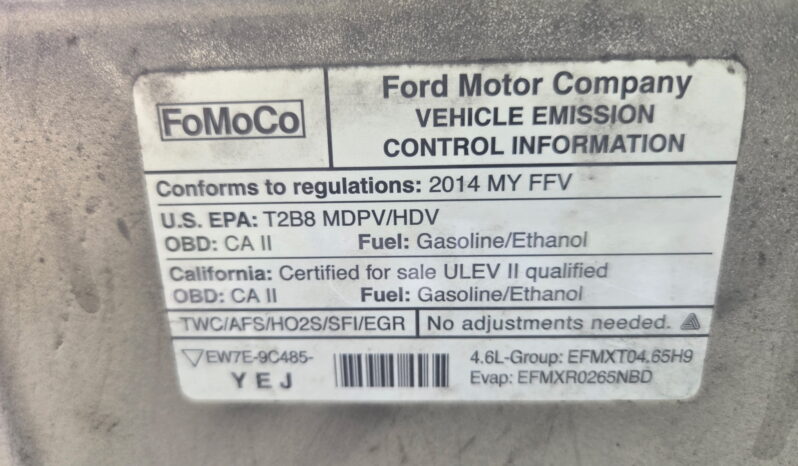 FoMoCo
Ford Motor Company
VEHICLE EMISSION
CONTROL INFORMATION
Conforms to regulations: 2014 MY FFV
U.S. EPA: T2B8 MDPV/HDV
OBD: CA II Fuel: Gasoline/Ethanol
California: Certified for sale ULEV II qualified
OBD: CA II Fuel: Gasoline/Ethanol
TWC/AFS/HO2S/SFI/EGR No adjustments needed.
EW7E-9C485-
YEJ
4.6L-Group: EFMXT04.65H9
Evap: EFMXR0265NBD